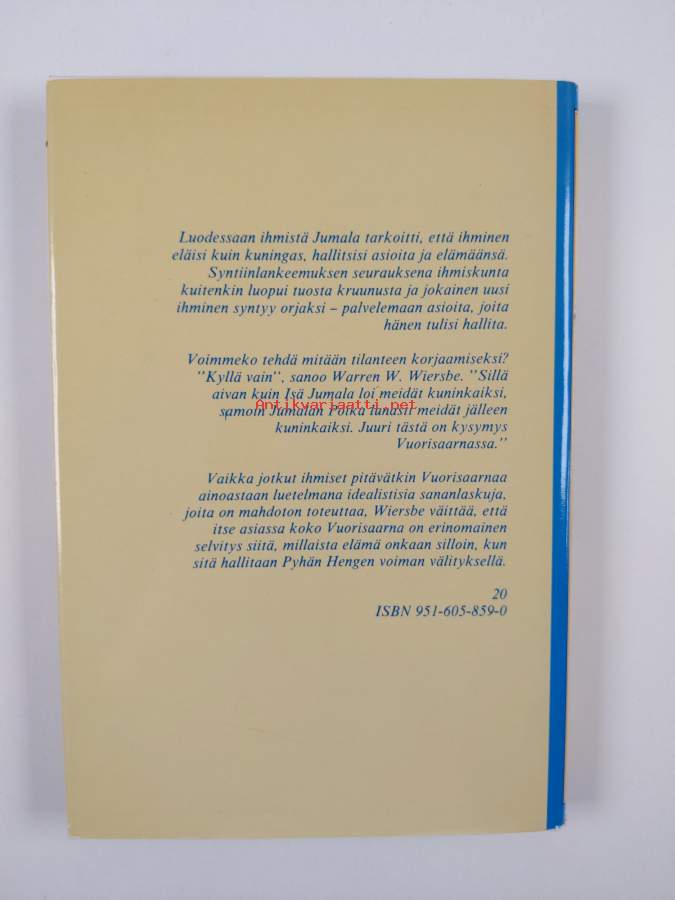 Luodessaan ihmistä Jumala tarkoitti, että ihminen
eläisi kuin kuningas, hallitsisi asioita ja elämäänsä.
Syntiinlankeemuksen seurauksena ihmiskunta
kuitenkin luopui tuosta kruunusta ja jokainen uusi
ihminen syntyy orjaksi – palvelemaan asioita, joita
hänen tulisi hallita.
Voimmeko tehdä mitään tilanteen korjaamiseksi?
"Kyllä vain", sanoo Warren W. Wiersbe. "Sillä
aivan kuin Isä Jumala loi meidät kuninkaiksi,
Antikvariaatti.net
samoin Jumalan Poika lunasti meidät jälleen
kuninkaiksi. Juuri tästä on kysymys
Vuorisaarnassa."
Vaikka jotkut ihmiset pitävätkin Vuorisaarnaa
ainoastaan luetelmana idealistisia sananlaskuja,
joita on mahdoton toteuttaa, Wiersbe väittää, että
itse asiassa koko Vuorisaarna on erinomainen
selvitys siitä, millaista elämä onkaan silloin, kun
sitä hallitaan Pyhän Hengen voiman välityksellä.
20
ISBN 951-605-859-0